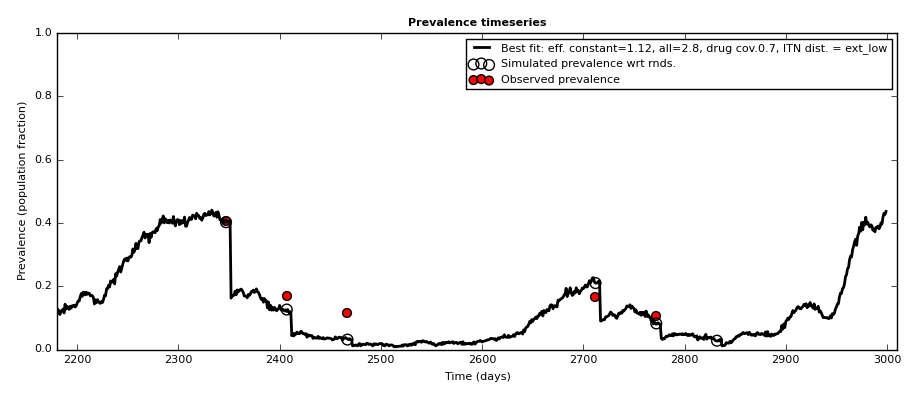 Prevalence timeseries
1.0
Best fit: eff. constant=1.12, all=2.8, drug cov.0.7, ITN dist. = ext_low
Simulated prevalence wrt rnds.
Observed prevalence
0.8
0.6
0.4
0.2
0.0
Prevalence (population fraction)
2200 2300 2400 2500 2600 2700 2800 2900 3000
Time (days)